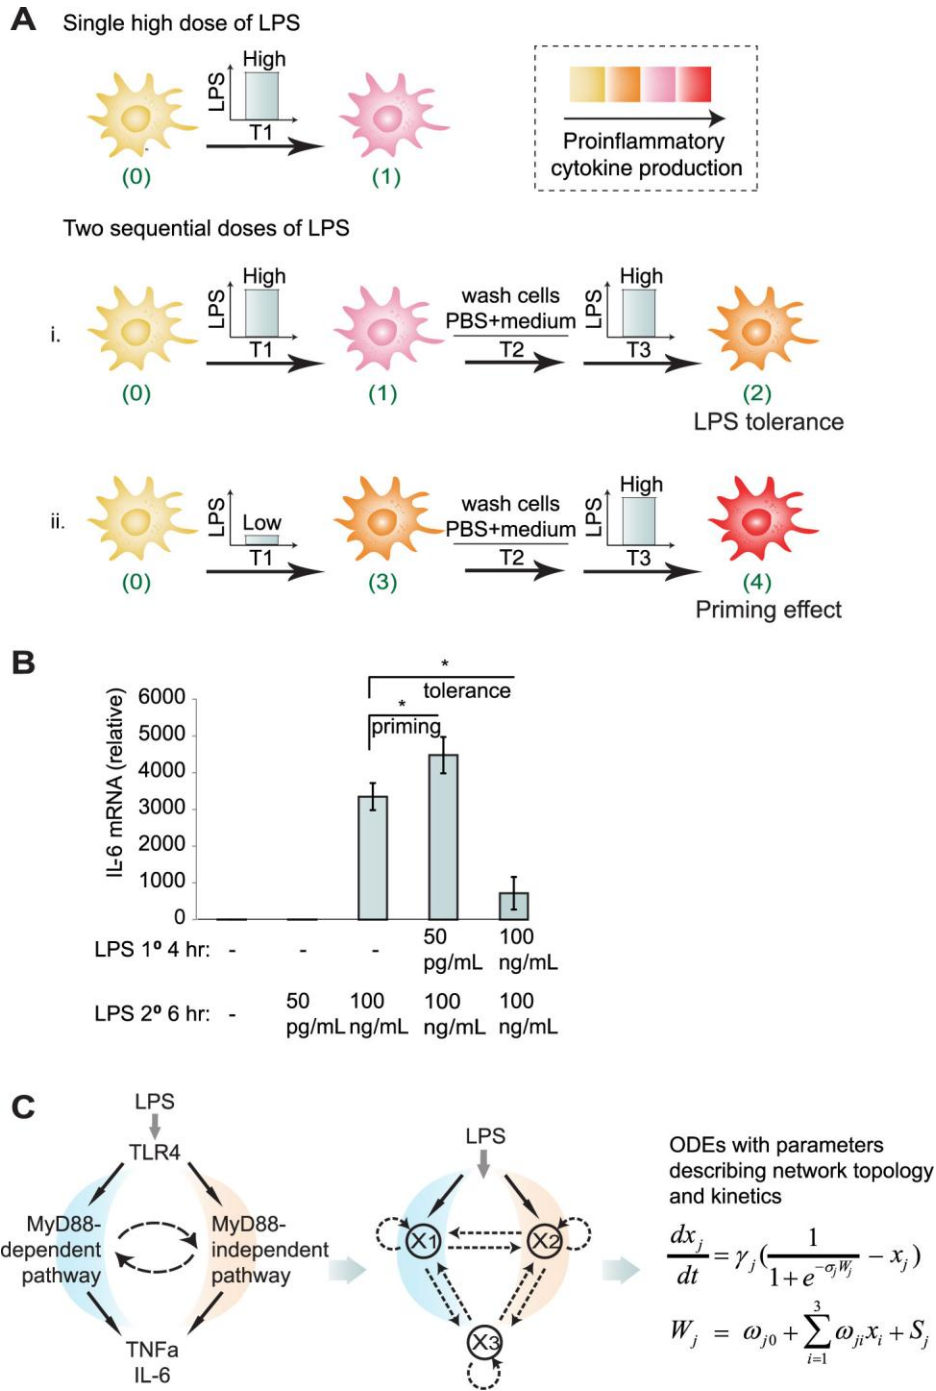 A
Single high dose of LPS
High
LPS
T1
(0)
(1)
Proinflammatory
cytokine production
Two sequential doses of LPS
i.
High
LPS
T1
wash cells
PBS+medium
T2
High
LPS
T3
(0)
(1)
(2)
LPS tolerance
ii.
Low
LPS
T1
wash cells
PBS+medium
T2
High
LPS
T3
(0)
(3)
(4)
Priming effect
B
IL-6 mRNA (relative)
6000
5000
4000
3000
2000
1000
0
*
tolerance
*
priming
LPS 1º 4 hr: - - - 50 pg/mL 100 ng/mL
LPS 2º 6 hr: - 50 pg/mL 100 ng/mL 100 ng/mL 100 ng/mL
C
LPS
TLR4
MyD88-
dependent
pathway
MyD88-
independent
pathway
TNFa
IL-6
LPS
X1
X2
X3
ODEs with parameters
describing network topology
and kinetics
dx_j/dt = γ_j(1/(1+e^{-σ_jW_j}) − x_j)
W_j = ω_{j0} + ∑_{i=1}^{3} ω_{ji}x_i + S_j